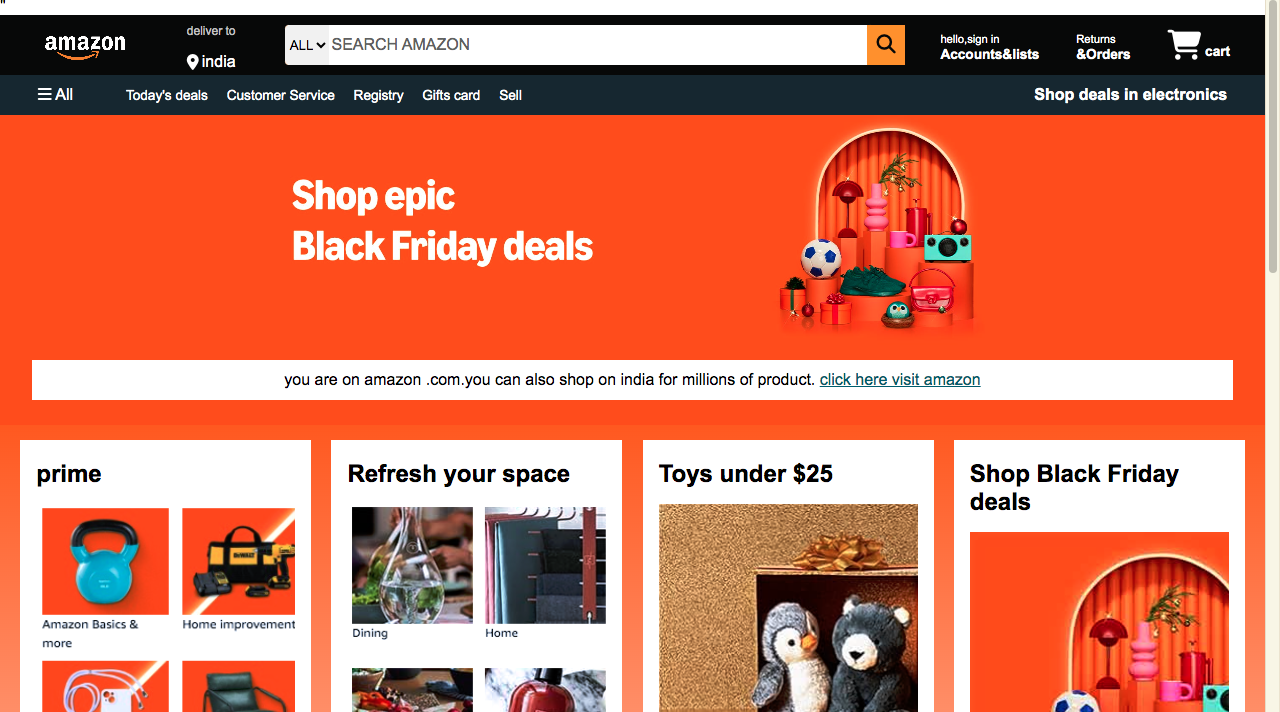 "
amazon
deliver to
india
ALL
SEARCH AMAZON
hello,sign in
Accounts&lists
Returns
&Orders
cart
All
Today's deals
Customer Service
Registry
Gifts card
Sell
Shop deals in electronics
Shop epic
Black Friday deals
you are on amazon .com.you can also shop on india for millions of product. click here visit amazon
prime
Refresh your space
Toys under $25
Shop Black Friday
deals
DEWALT
Amazon Basics &
more
Home improvement
Dining
Home